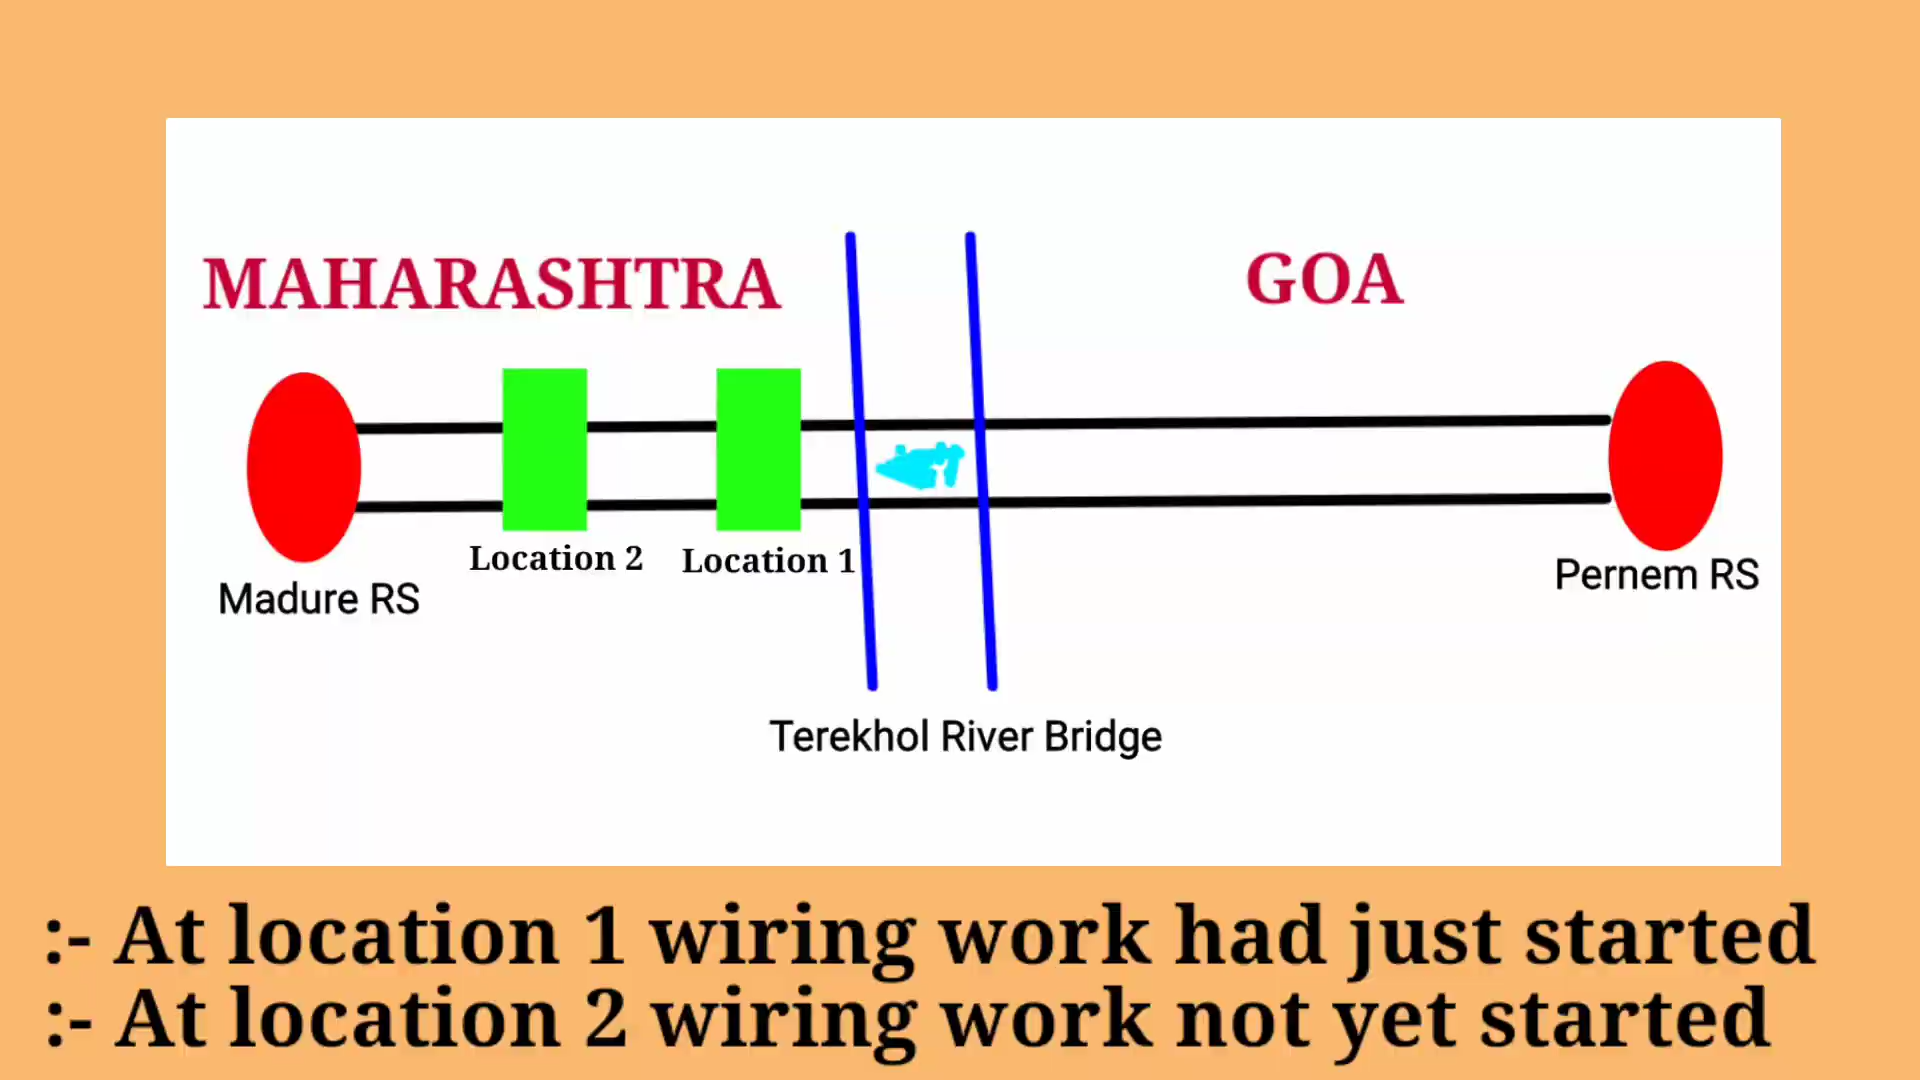 MAHARASHTRA
GOA
Location 2
Location 1
Madure RS
Pernem RS
Terekhol River Bridge
:- At location 1 wiring work had just started
:- At location 2 wiring work not yet started